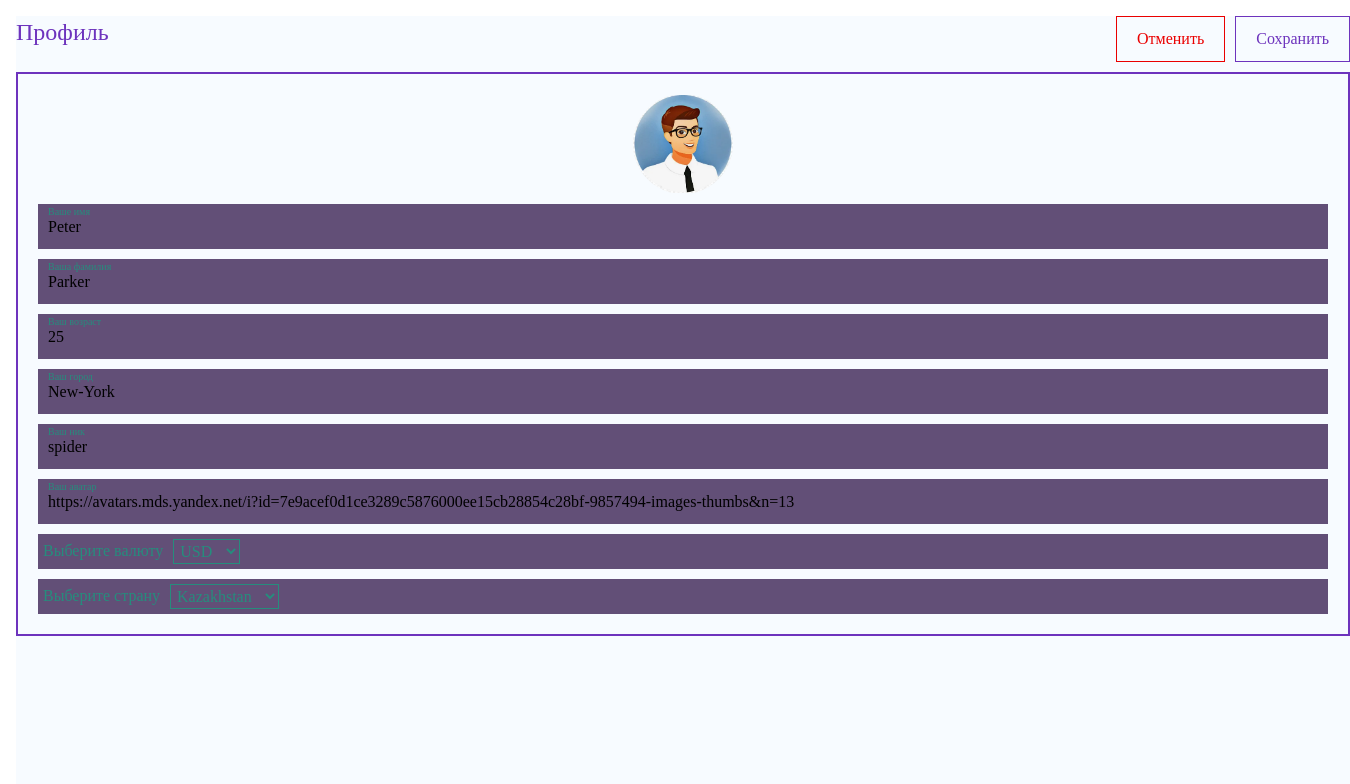 Профиль
Отменить
Сохранить
Ваше имя
Peter
Ваша фамилия
Parker
Ваш возраст
25
Ваш город
New-York
Ваш ник
spider
Ваш аватар
https://avatars.mds.yandex.net/i?id=7e9acef0d1ce3289c5876000ee15cb28854c28bf-9857494-images-thumbs&n=13
Выберите валюту USD
Выберите страну Kazakhstan